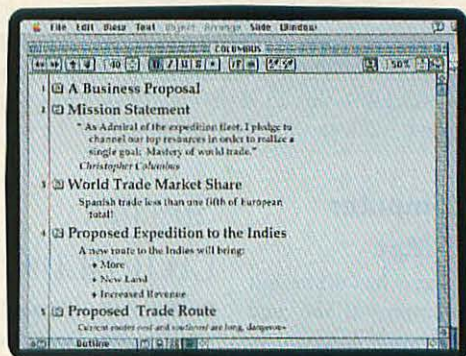 File Edit View Text Object Arrange Slide Window
COLUMBUS
40 B I U S 50%
1 A Business Proposal
2 Mission Statement
" As Admiral of the expedition fleet, I pledge to
channel our top resources in order to realize a
single goal: Mastery of world trade."
Christopher Columbus
3 World Trade Market Share
Spanish trade less than one fifth of European
total!
4 Proposed Expedition to the Indies
A new route to the Indies will bring:
• More
• New Land
• Increased Revenue
5 Proposed Trade Route
Current routes east and southeast are long, dangerous
Outline